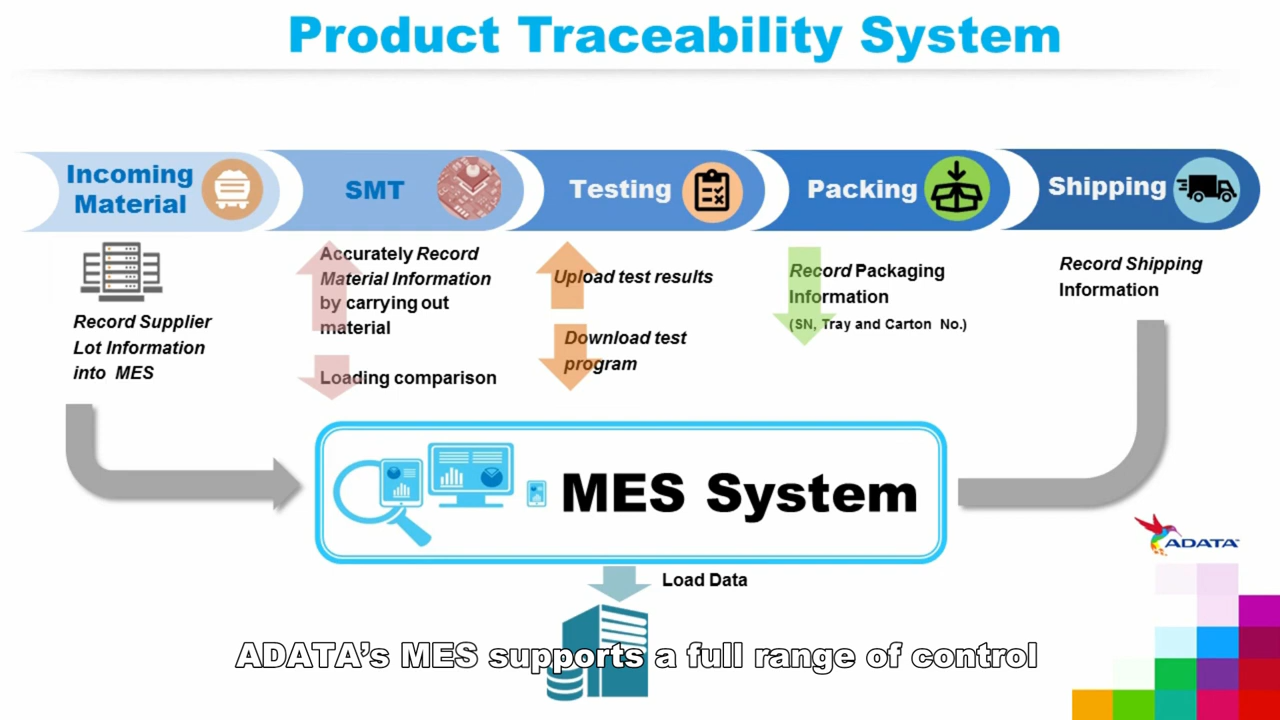 Product Traceability System
Incoming
Material
SMT
Testing
Packing
Shipping
Record Supplier
Lot Information
into MES
Accurately Record
Material Information
by carrying out
material
Loading comparison
Upload test results
Download test
program
Record Packaging
Information
(SN, Tray and Carton No.)
Record Shipping
Information
MES System
ADATA™
Load Data
ADATA's MES supports a full range of control